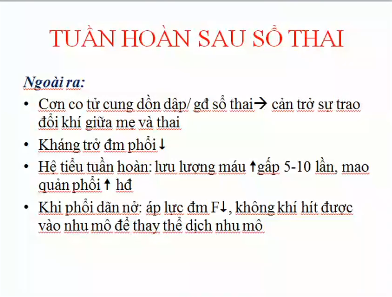 TUẦN HOÀN SAU SỔ THAI
Ngoài ra:
• Cơn co tử cung dồn dập/ gđ sổ thai→ cản trở sự trao
đổi khí giữa mẹ và thai
• Kháng trở đm phổi↓
• Hệ tiểu tuần hoàn: lưu lượng máu ↑gấp 5-10 lần, mao
quản phổi ↑ hđ
• Khi phổi dãn nở: áp lực đm F↓, không khí hít được
vào nhu mô để thay thế dịch nhu mô